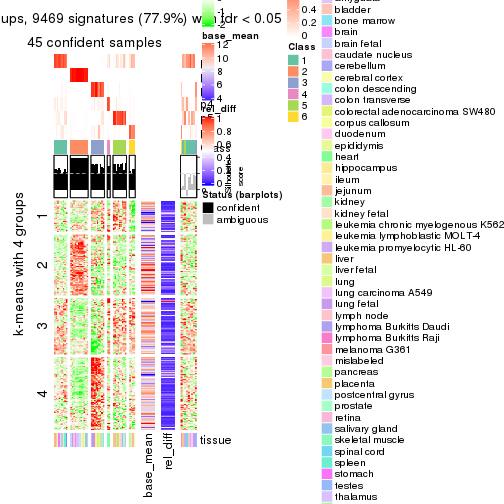 ups, 9469 signatures (77.9%) with fdr < 0.05
45 confident samples
base_mean
12
10
8
6
4
rel_diff
1
0.8
0.6
0.4
0.2
0
0.4
0.2
0
Class
1
2
3
4
5
6
Silhouette
score
Status (barplots)
confident
ambiguous
k-means with 4 groups
1
2
3
4
tissue
base_mean
rel_diff
bladder
bone marrow
brain
brain fetal
caudate nucleus
cerebellum
cerebral cortex
colon descending
colon transverse
colorectal adenocarcinoma SW480
corpus callosum
duodenum
epididymis
heart
hippocampus
ileum
jejunum
kidney
kidney fetal
leukemia chronic myelogenous K562
leukemia lymphoblastic MOLT-4
leukemia promyelocytic HL-60
liver
liver fetal
lung
lung carcinoma A549
lung fetal
lymph node
lymphoma Burkitts Daudi
lymphoma Burkitts Raji
melanoma G361
mislabeled
pancreas
placenta
postcentral gyrus
prostate
retina
salivary gland
skeletal muscle
spinal cord
spleen
stomach
testes
thalamus